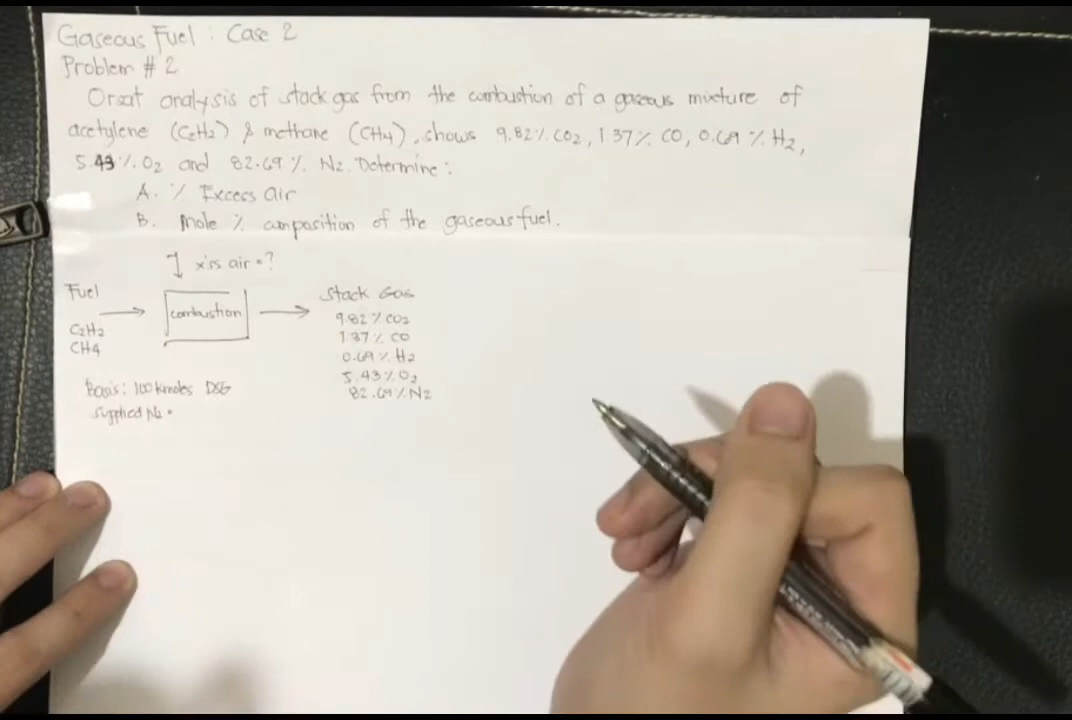 Gaseous Fuel : Case 2
Problem # 2
Orsat analysis of stack gas from the combustion of a gaseous mixture of
acetylene (C2H2) & methane (CH4), shows 9.82% CO2, 1.37% CO, 0.69% H2,
5.43% O2 and 82.69% N2. Determine:
A. % Excess air
B. Mole % composition of the gaseous fuel.
x's air = ?
Fuel
combustion
Stack Gas
C2H2
CH4
9.82% CO2
1.37% CO
0.69% H2
5.43% O2
82.69% N2
Basis: 100 kmoles DSG
Supplied N2 =